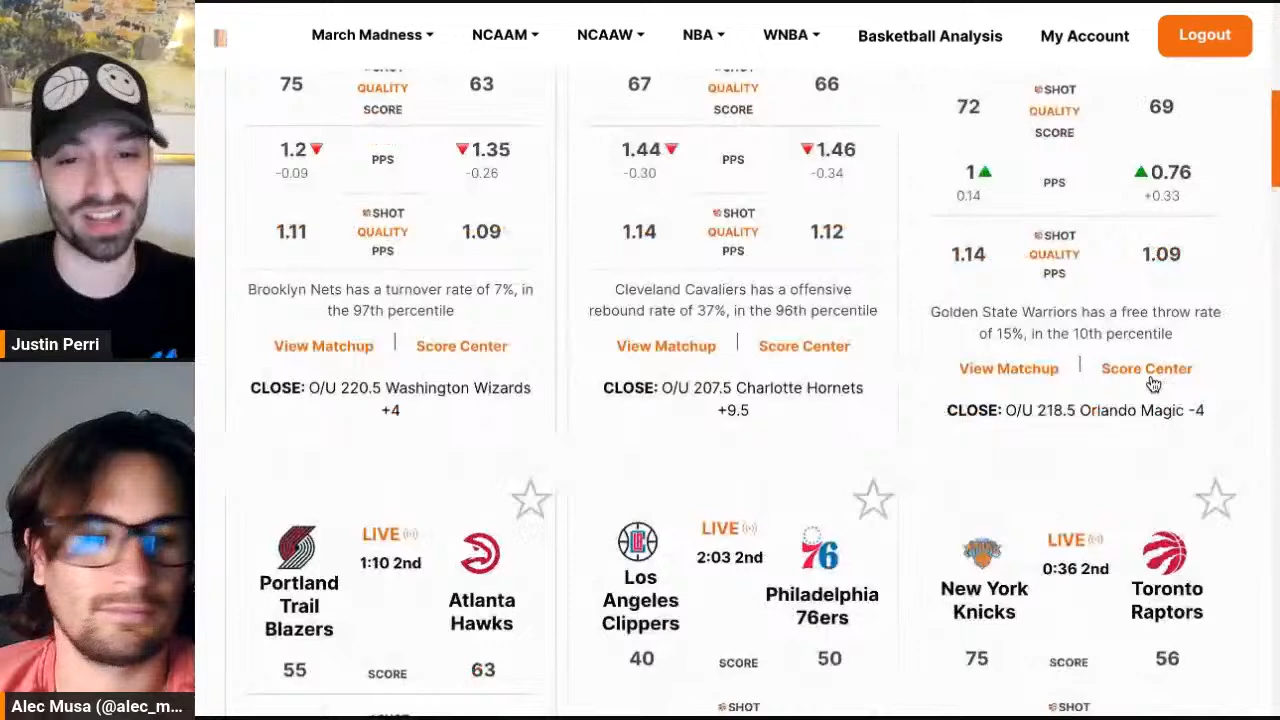 March Madness NCAAM NCAAW NBA WNBA Basketball Analysis My Account Logout
75 SHOT QUALITY SCORE 63
1.2 PPS 1.35
-0.09 -0.26
1.11 SHOT QUALITY PPS 1.09
Brooklyn Nets has a turnover rate of 7%, in
the 97th percentile
View Matchup | Score Center
CLOSE: O/U 220.5 Washington Wizards
+4
67 SHOT QUALITY SCORE 66
1.44 PPS 1.46
-0.30 -0.34
1.14 SHOT QUALITY PPS 1.12
Cleveland Cavaliers has a offensive
rebound rate of 37%, in the 96th percentile
View Matchup | Score Center
CLOSE: O/U 207.5 Charlotte Hornets
+9.5
72 SHOT QUALITY SCORE 69
1 PPS 0.76
0.14 +0.33
1.14 SHOT QUALITY PPS 1.09
Golden State Warriors has a free throw rate
of 15%, in the 10th percentile
View Matchup | Score Center
CLOSE: O/U 218.5 Orlando Magic -4
LIVE
1:10 2nd
Portland
Trail
Blazers
Atlanta
Hawks
55 SCORE 63
LIVE
2:03 2nd
Los
Angeles
Clippers
76
Philadelphia
76ers
40 SCORE 50
SHOT
LIVE
0:36 2nd
New York
Knicks
Toronto
Raptors
75 SCORE 56
SHOT
Justin Perri
Alec Musa (@alec_m...